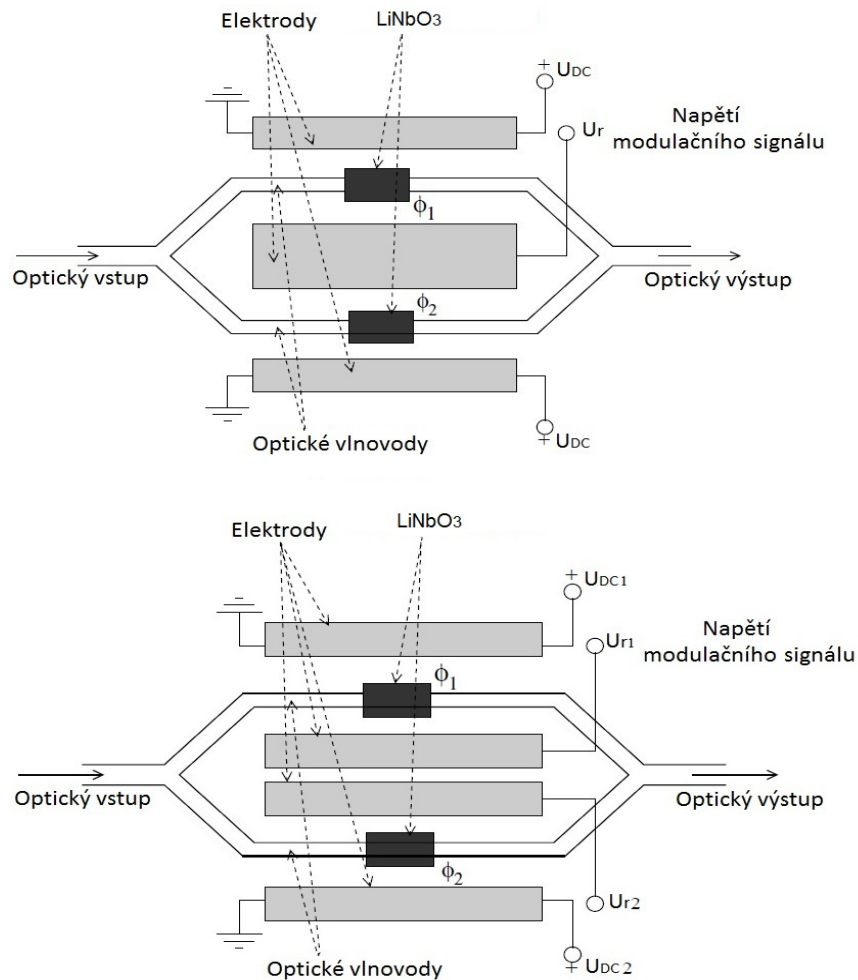 Elektrody
LiNbO3
+ UDC
Ur
Napětí
modulačního signálu
ϕ1
Optický vstup
Optický výstup
ϕ2
Optické vlnovody
+ UDC
Elektrody
LiNbO3
+ UDC1
Ur1
Napětí
modulačního signálu
ϕ1
Optický vstup
Optický výstup
ϕ2
Ur2
Optické vlnovody
+ UDC2